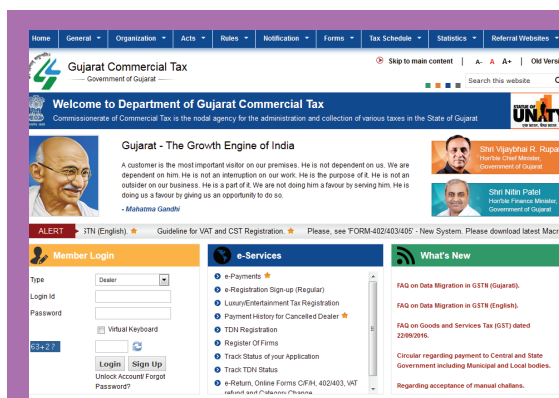 Home General Organization Acts Rules Notification Forms Tax Schedule Statistics Referral Websites
Skip to main content | A- A A+ | Old Versi
Gujarat Commercial Tax
Government of Gujarat
Search this website
Welcome to Department of Gujarat Commercial Tax
Commissionerate of Commercial Tax is the nodal agency for the administration and collection of various taxes in the State of Gujarat
STATUE OF
UNITY
Gujarat - The Growth Engine of India
A customer is the most important visitor on our premises. He is not dependent on us. We are
dependent on him. He is not an interruption on our work. He is the purpose of it. He is not an
outsider on our business. He is a part of it. We are not doing him a favour by serving him. He is
doing us a favour by giving us an opportunity to do so.
- Mahatma Gandhi
Shri Vijaybhai R. Rupa
Hon'ble Chief Minister,
Government of Gujarat
Shri Nitin Patel
Hon'ble Finance Minister,
Government of Gujarat
ALERT STN (English). Guideline for VAT and CST Registration. Please, see 'FORM-402/403/405' - New System. Please download latest Macr
Member Login
Type Dealer
Login Id
Password
Virtual Keyboard
63+2?
Login Sign Up
Unlock Account/ Forgot
Password?
e-Services
e-Payments
e-Registration Sign-up (Regular)
Luxury/Entertainment Tax Registration
Payment History for Cancelled Dealer
TDN Registration
Register Of Firms
Track Status of your Application
Track TDN Status
e-Return, Online Forms C/F/H, 402/403, VAT
refund and Category Change
What's New
FAQ on Data Migration in GSTN (Gujarati).
FAQ on Data Migration in GSTN (English).
FAQ on Goods and Services Tax (GST) dated
22/09/2016.
Circular regarding payment to Central and State
Government including Municipal and Local bodies.
Regarding acceptance of manual challans.